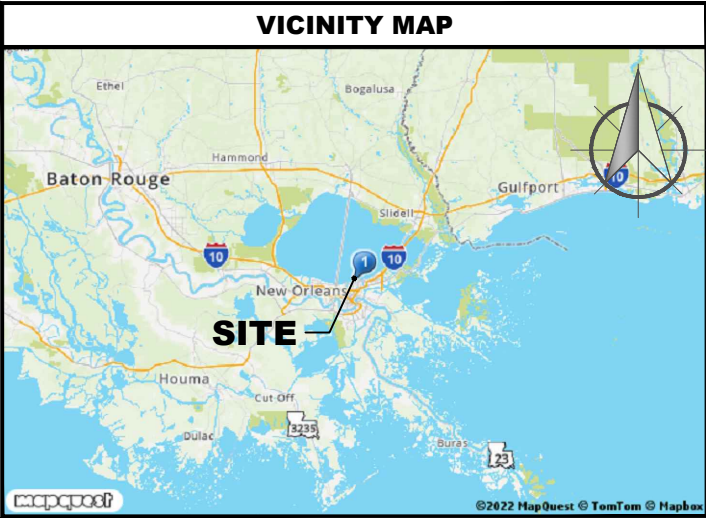 VICINITY MAP
Ethel
Bogalusa
Hammond
Baton Rouge
Gulfport
10
Slidell
10
1
10
New Orleans
SITE
Houma
Cut Off
3235
Dulac
Buras
23
mapquest
©2022 MapQuest © TomTom © Mapbox